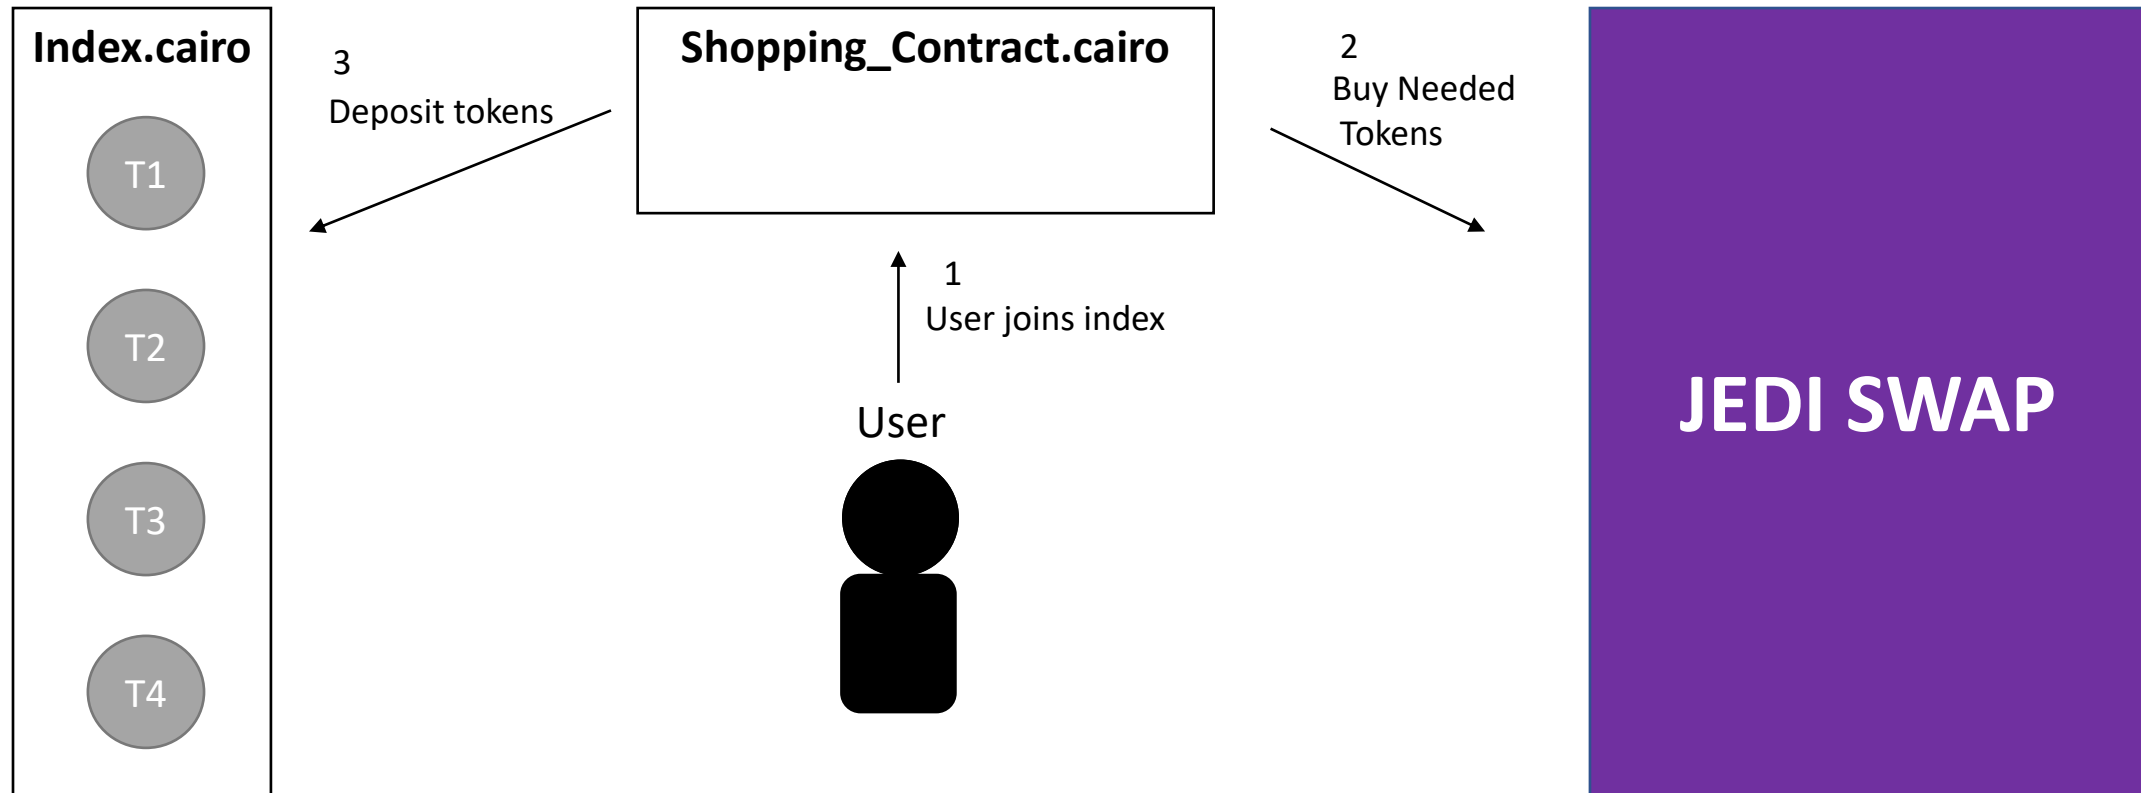 Index.cairo
T1
T2
T3
T4
3
Deposit tokens
Shopping_Contract.cairo
1
User joins index
User
2
Buy Needed
Tokens
JEDI SWAP